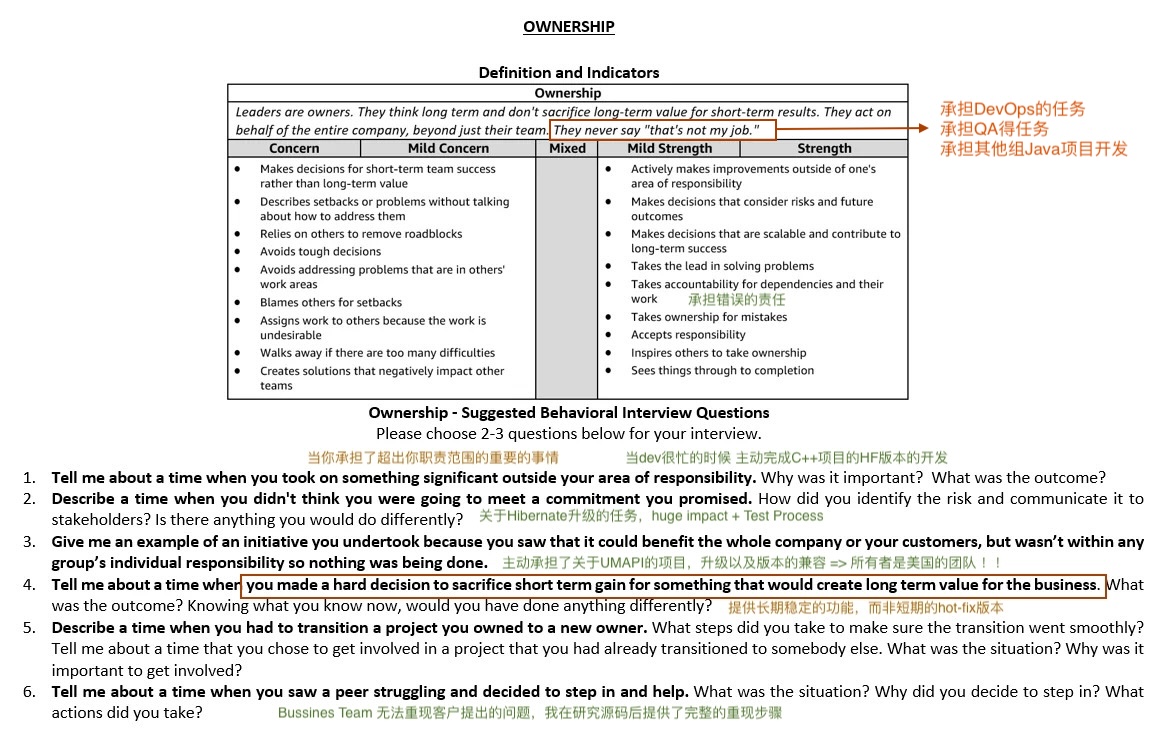 OWNERSHIP
Definition and Indicators
Ownership
Leaders are owners. They think long term and don't sacrifice long-term value for short-term results. They act on
behalf of the entire company, beyond just their team. They never say "that's not my job."
承担DevOps的任务
承担QA得任务
承担其他组Java项目开发
Concern Mild Concern Mixed Mild Strength Strength
• Makes decisions for short-term team success
rather than long-term value
• Describes setbacks or problems without talking
about how to address them
• Relies on others to remove roadblocks
• Avoids tough decisions
• Avoids addressing problems that are in others'
work areas
• Blames others for setbacks
• Assigns work to others because the work is
undesirable
• Walks away if there are too many difficulties
• Creates solutions that negatively impact other
teams
• Actively makes improvements outside of one's
area of responsibility
• Makes decisions that consider risks and future
outcomes
• Makes decisions that are scalable and contribute to
long-term success
• Takes the lead in solving problems
• Takes accountability for dependencies and their
work 承担错误的责任
• Takes ownership for mistakes
• Accepts responsibility
• Inspires others to take ownership
• Sees things through to completion
Ownership - Suggested Behavioral Interview Questions
Please choose 2-3 questions below for your interview.
当你承担了超出你职责范围的重要的事情 当dev很忙的时候 主动完成C++项目的HF版本的开发
1. Tell me about a time when you took on something significant outside your area of responsibility. Why was it important? What was the outcome?
2. Describe a time when you didn't think you were going to meet a commitment you promised. How did you identify the risk and communicate it to
stakeholders? Is there anything you would do differently? 关于Hibernate升级的任务，huge impact + Test Process
3. Give me an example of an initiative you undertook because you saw that it could benefit the whole company or your customers, but wasn't within any
group's individual responsibility so nothing was being done. 主动承担了关于UMAPI的项目，升级以及版本的兼容 => 所有者是美国的团队！！
4. Tell me about a time when you made a hard decision to sacrifice short term gain for something that would create long term value for the business. What
was the outcome? Knowing what you know now, would you have done anything differently? 提供长期稳定的功能，而非短期的hot-fix版本
5. Describe a time when you had to transition a project you owned to a new owner. What steps did you take to make sure the transition went smoothly?
Tell me about a time that you chose to get involved in a project that you had already transitioned to somebody else. What was the situation? Why was it
important to get involved?
6. Tell me about a time when you saw a peer struggling and decided to step in and help. What was the situation? Why did you decide to step in? What
actions did you take? Bussines Team 无法重现客户提出的问题，我在研究源码后提供了完整的重现步骤